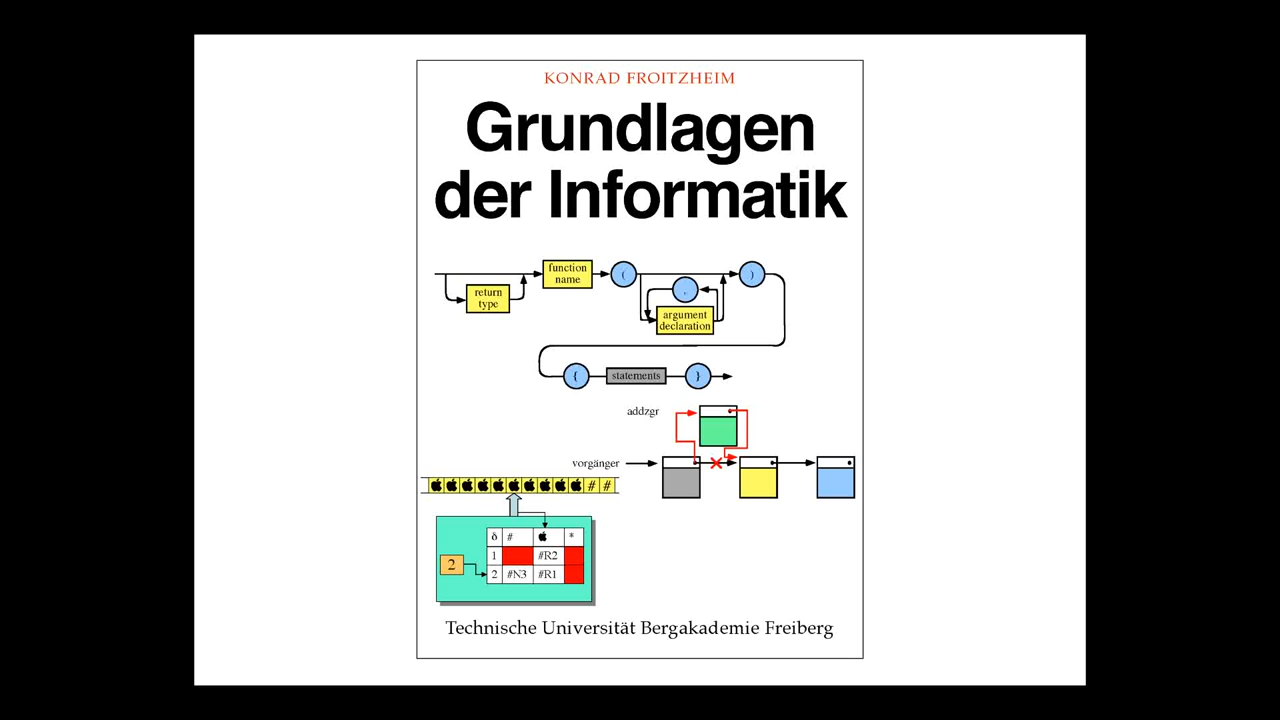 KONRAD FROITZHEIM
Grundlagen
der Informatik
function
name
(
)
return
type
,
argument
declaration
{
statements
}
addzgr
vorgänger
# #
δ # *
1 #R2
2
2 #N3 #R1
Technische Universität Bergakademie Freiberg